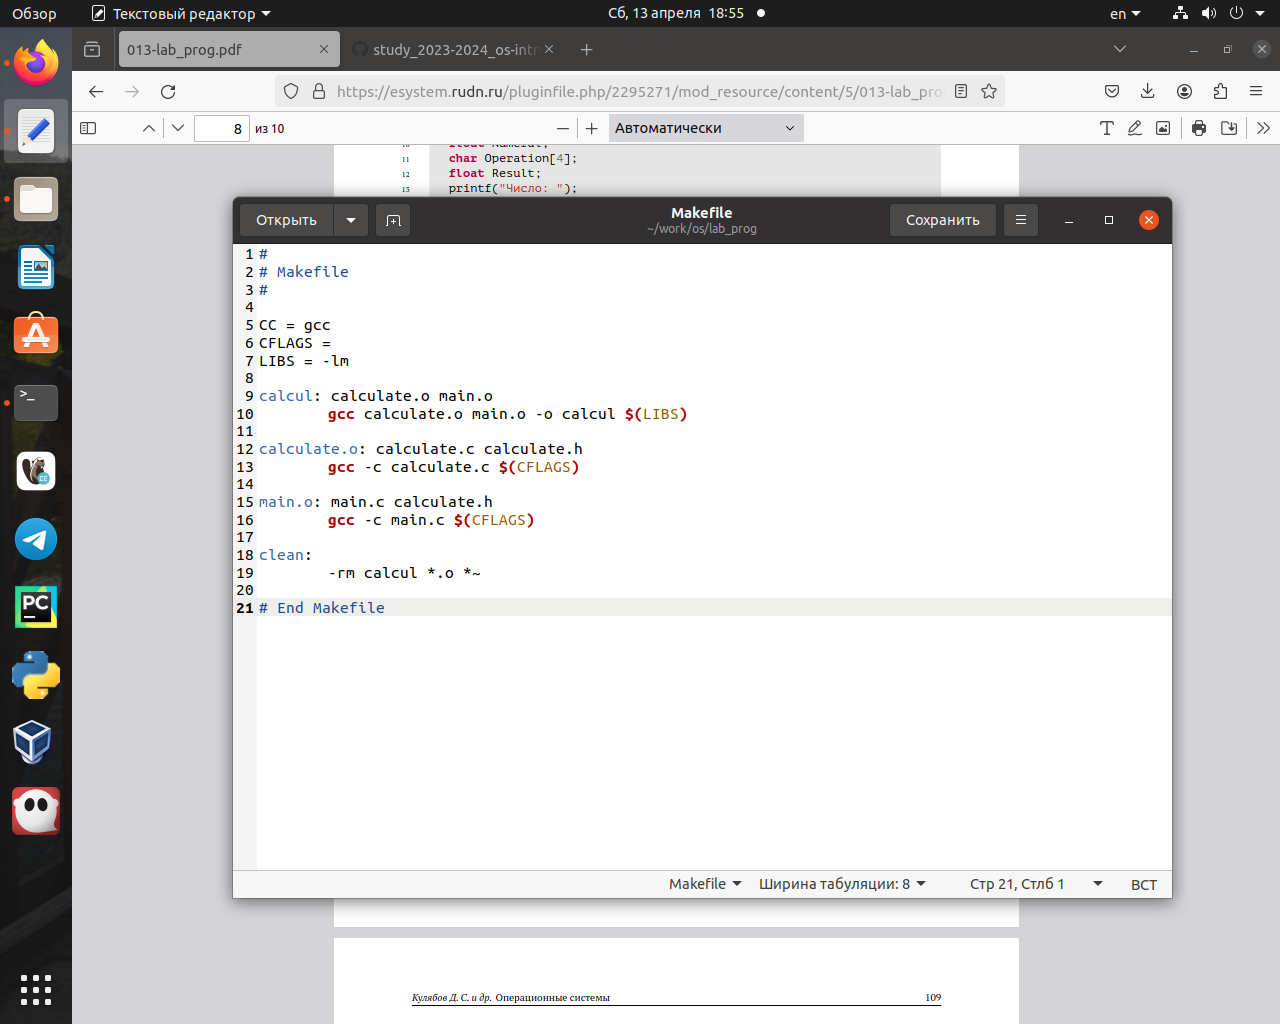 Обзор
Текстовый редактор
Сб, 13 апреля 18:55
en
013-lab_prog.pdf
study_2023-2024_os-intr
https://esystem.rudn.ru/pluginfile.php/2295271/mod_resource/content/5/013-lab_pro
8 из 10
Автоматически
11 char Operation[4];
12 float Result;
13 printf("Число: ");
Открыть
Makefile
~/work/os/lab_prog
Сохранить
1 #
2 # Makefile
3 #
4
5 CC = gcc
6 CFLAGS =
7 LIBS = -lm
8
9 calcul: calculate.o main.o
10 gcc calculate.o main.o -o calcul $(LIBS)
11
12 calculate.o: calculate.c calculate.h
13 gcc -c calculate.c $(CFLAGS)
14
15 main.o: main.c calculate.h
16 gcc -c main.c $(CFLAGS)
17
18 clean:
19 -rm calcul *.o *~
20
21 # End Makefile
Makefile
Ширина табуляции: 8
Стр 21, Стлб 1
ВСТ
>_
CE
PC
Кулябов Д. С. и др. Операционные системы 109